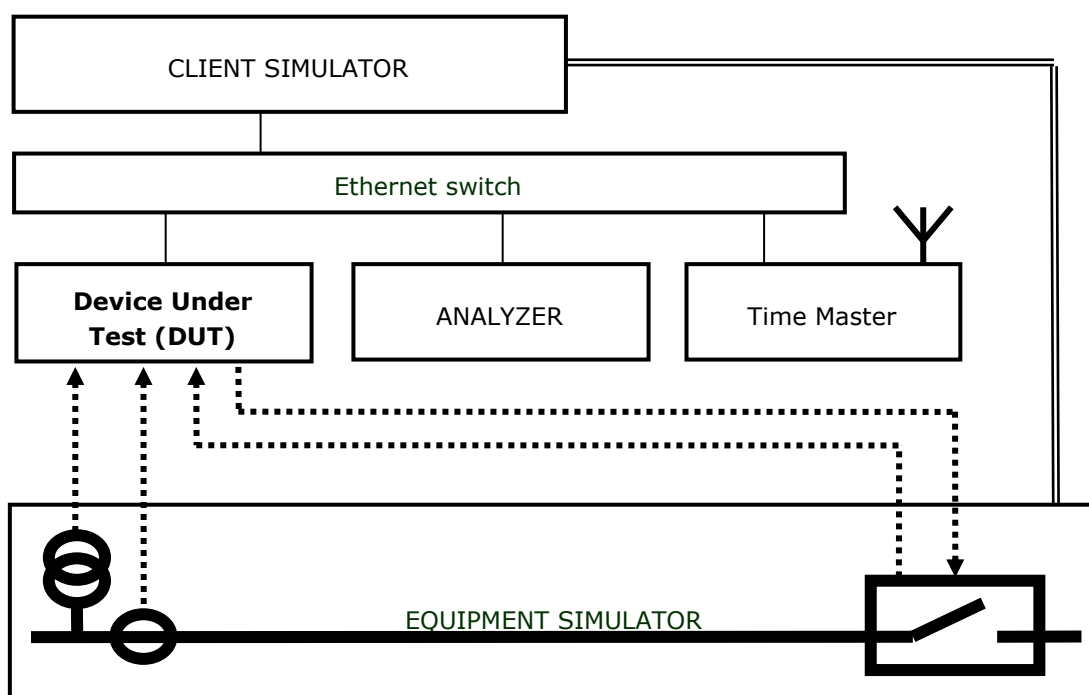 CLIENT SIMULATOR
Ethernet switch
Device Under
Test (DUT)
ANALYZER
Time Master
EQUIPMENT SIMULATOR